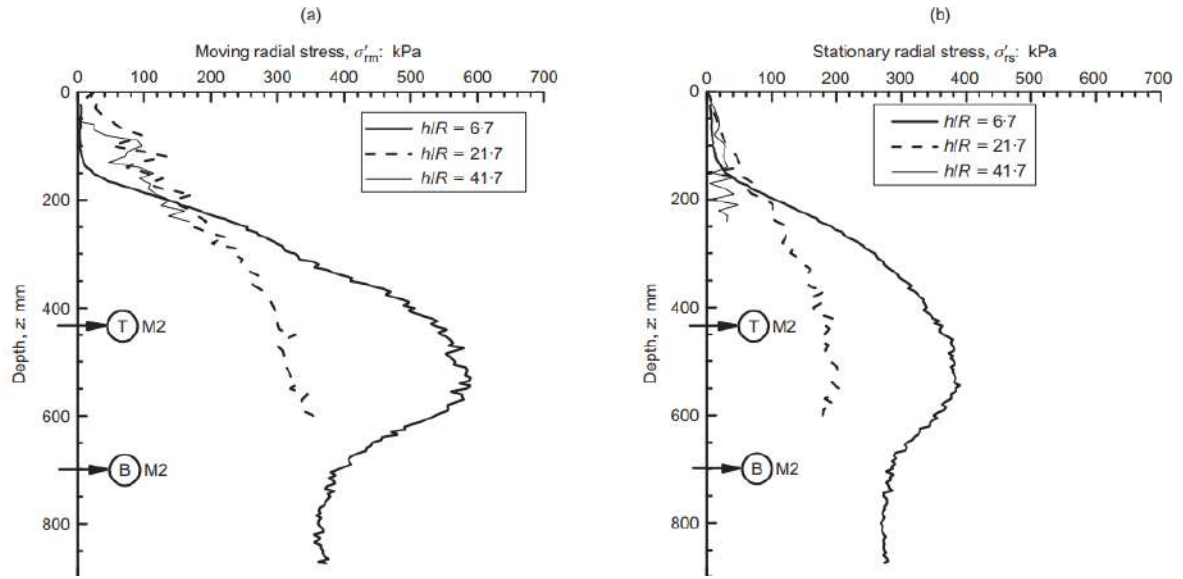 (a)
Moving radial stress, σ′rm: kPa
0 100 200 300 400 500 600 700
0
200
400
600
800
Depth, z: mm
h/R = 6·7
h/R = 21·7
h/R = 41·7
T M2
B M2
(b)
Stationary radial stress, σ′rs: kPa
0 100 200 300 400 500 600 700
0
200
400
600
800
Depth, z: mm
h/R = 6·7
h/R = 21·7
h/R = 41·7
T M2
B M2